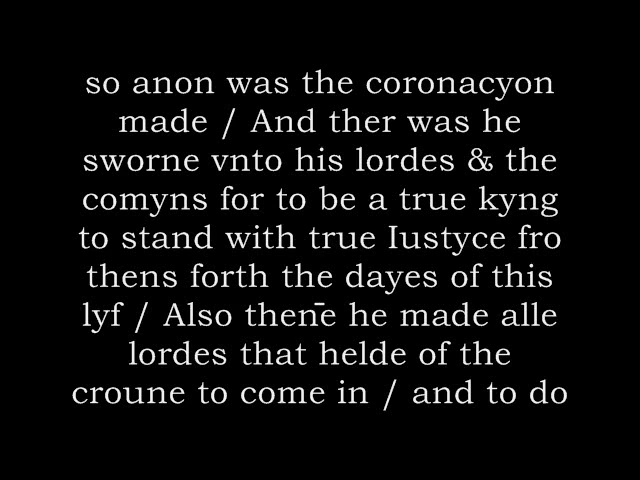 so anon was the coronacyon
made / And ther was he
sworne vnto his lordes & the
comyns for to be a true kyng
to stand with true Iustyce fro
thens forth the dayes of this
lyf / Also thenn̄e he made alle
lordes that helde of the
croune to come in / and to do